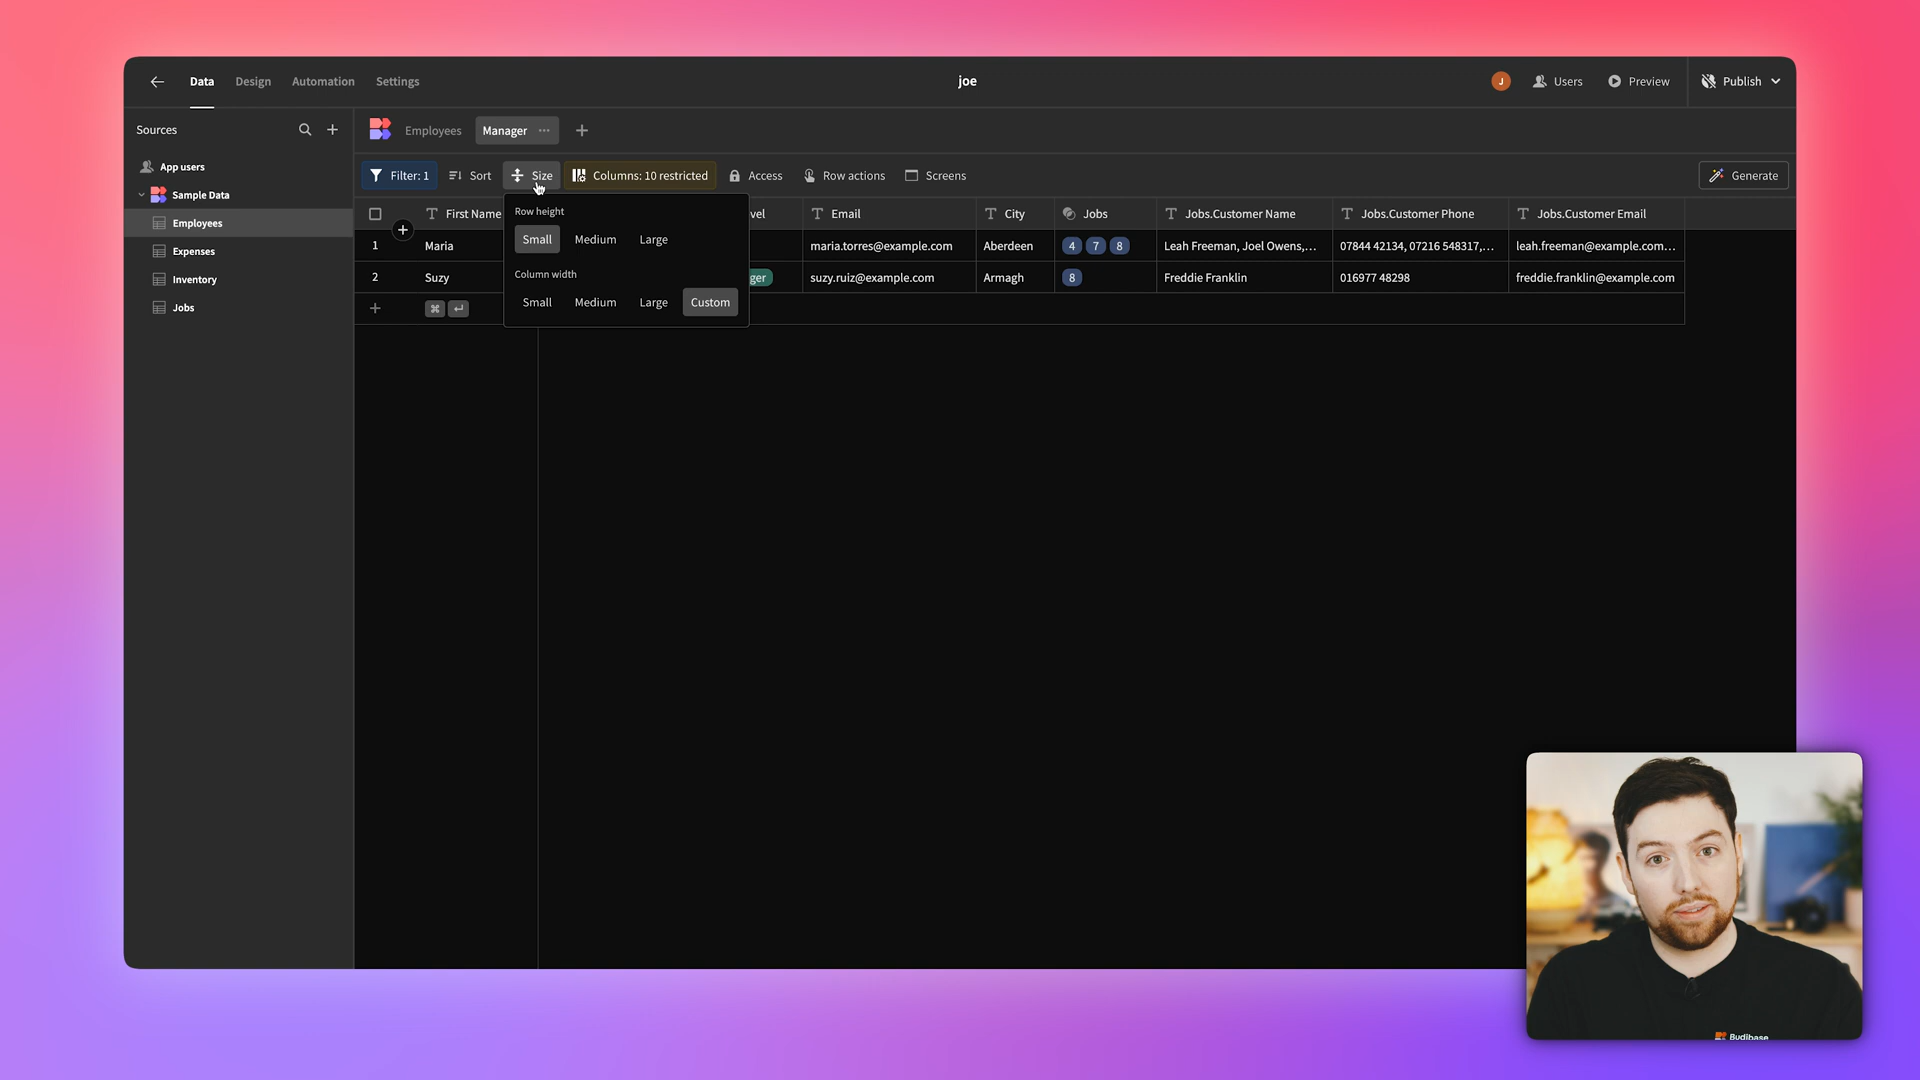 Data Design Automation Settings joe J Users Preview Publish
Sources Employees Manager ... +
App users
Filter: 1 Sort Size Columns: 10 restricted Access Row actions Screens Generate
Sample Data
Employees
Expenses
Inventory
Jobs
First Name vel Email City Jobs Jobs.Customer Name Jobs.Customer Phone Jobs.Customer Email
1 Maria maria.torres@example.com Aberdeen 4 7 8 Leah Freeman, Joel Owens,... 07844 42134, 07216 548317,... leah.freeman@example.com...
2 Suzy ger suzy.ruiz@example.com Armagh 8 Freddie Franklin 016977 48298 freddie.franklin@example.com
+ ⌘ ↵
Row height
Small Medium Large
Column width
Small Medium Large Custom
Budibase